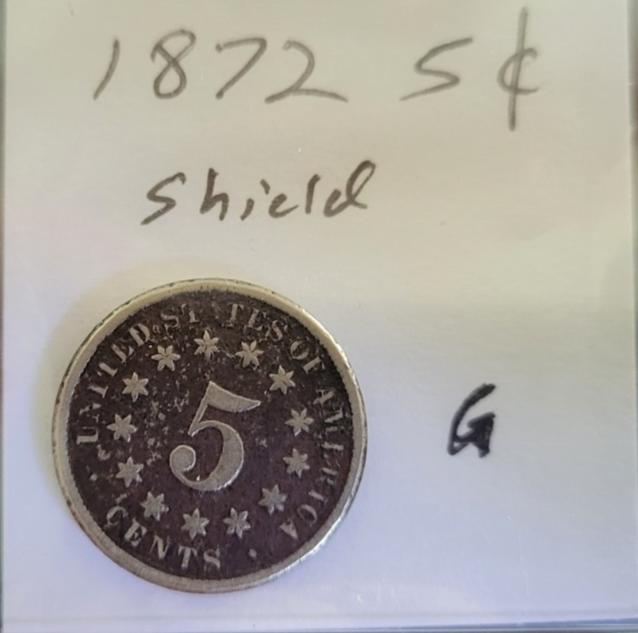 1872 5¢
Shield
G
UNITED STATES OF AMERICA
5
CENTS